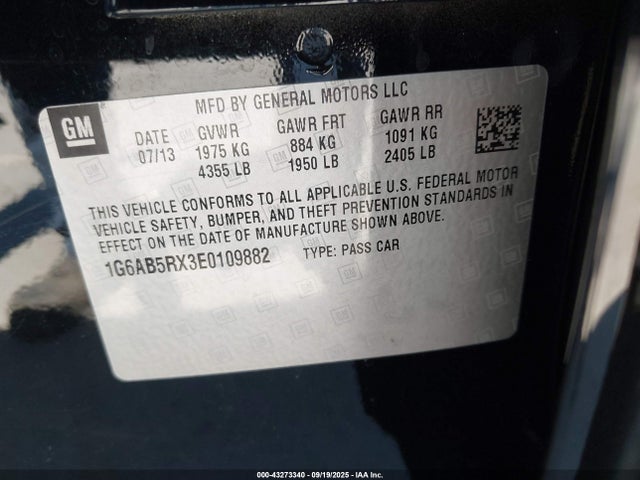 MFD BY GENERAL MOTORS LLC
GM
DATE GVWR GAWR FRT GAWR RR
07/13 1975 KG 884 KG 1091 KG
4355 LB 1950 LB 2405 LB
THIS VEHICLE CONFORMS TO ALL APPLICABLE U.S. FEDERAL MOTOR
VEHICLE SAFETY, BUMPER, AND THEFT PREVENTION STANDARDS IN
EFFECT ON THE DATE OF MANUFACTURE SHOWN ABOVE.
1G6AB5RX3E0109882 TYPE: PASS CAR
000-43273340 - 09/19/2025 - IAA Inc.